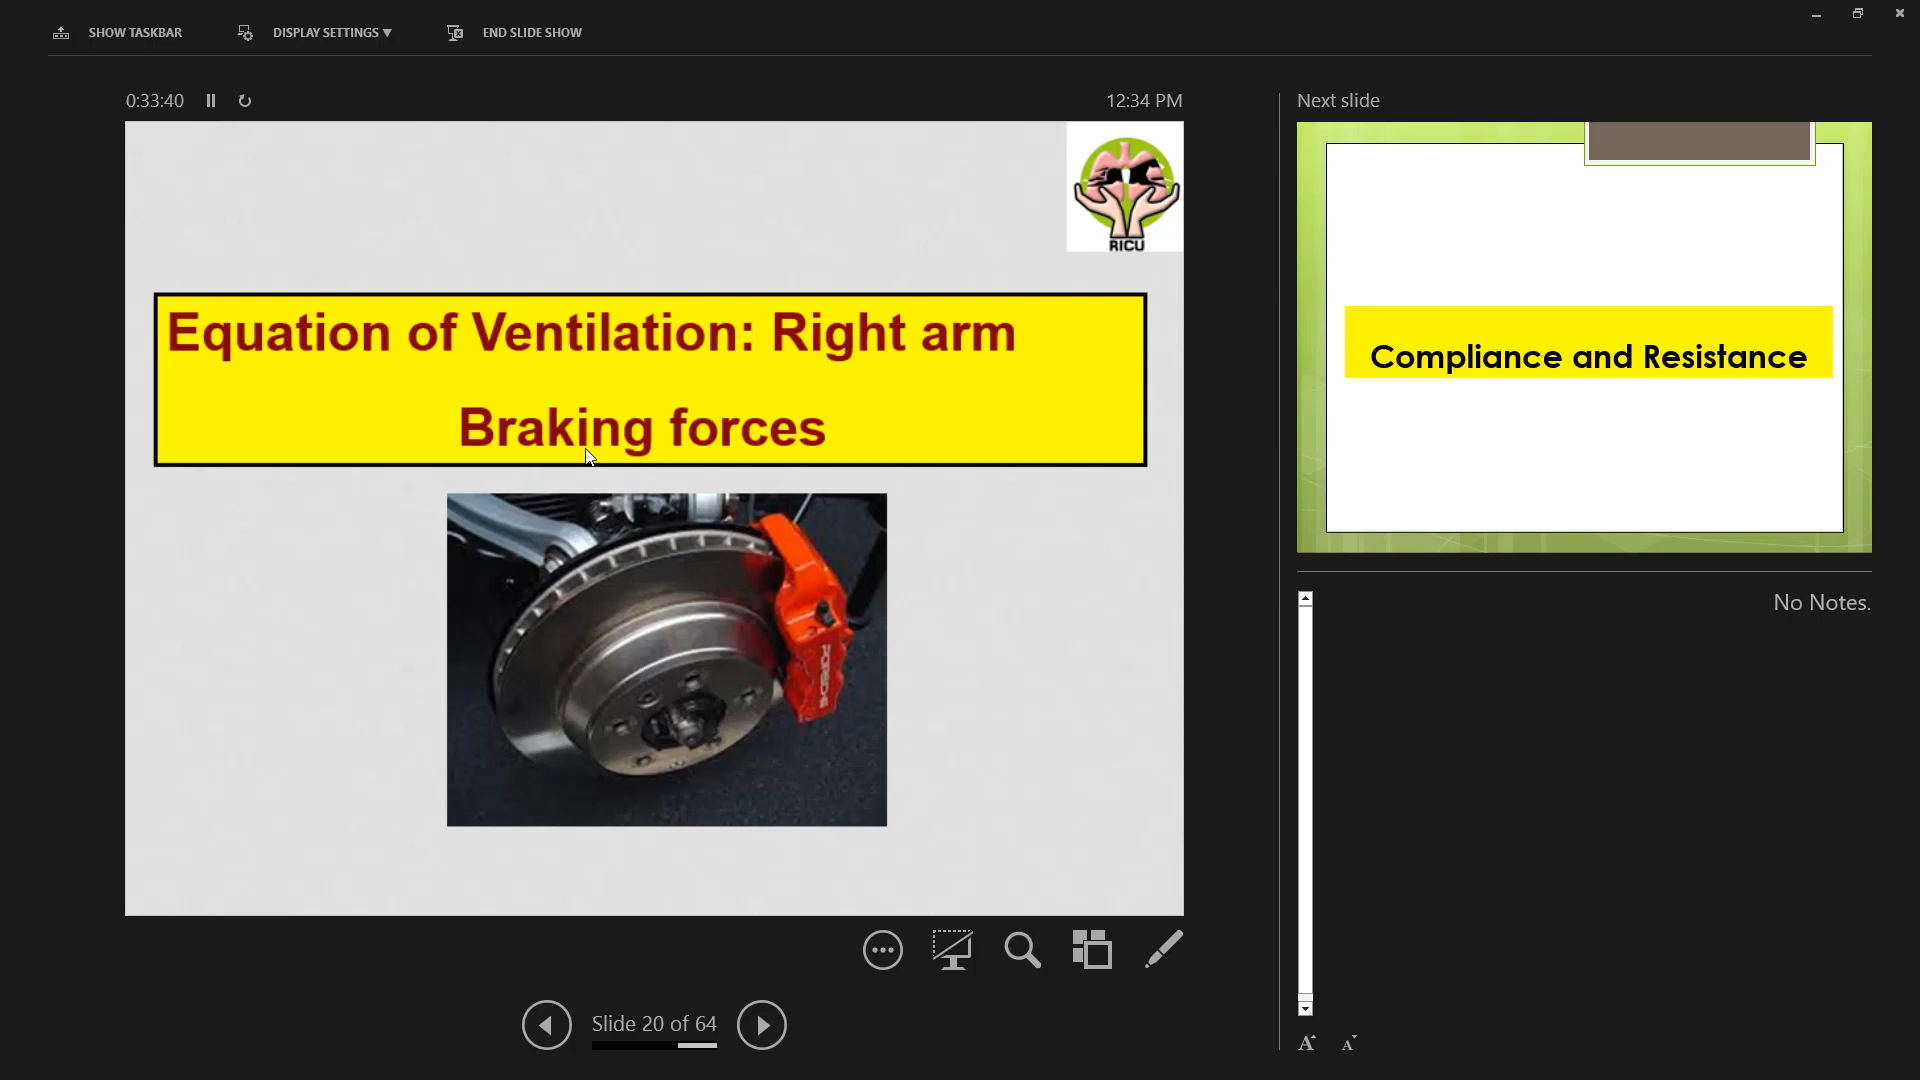 SHOW TASKBAR
DISPLAY SETTINGS ▼
END SLIDE SHOW
0:33:40
12:34 PM
Next slide
RICU
Equation of Ventilation: Right arm
Braking forces
PORSCHE
Compliance and Resistance
No Notes.
Slide 20 of 64
A
A